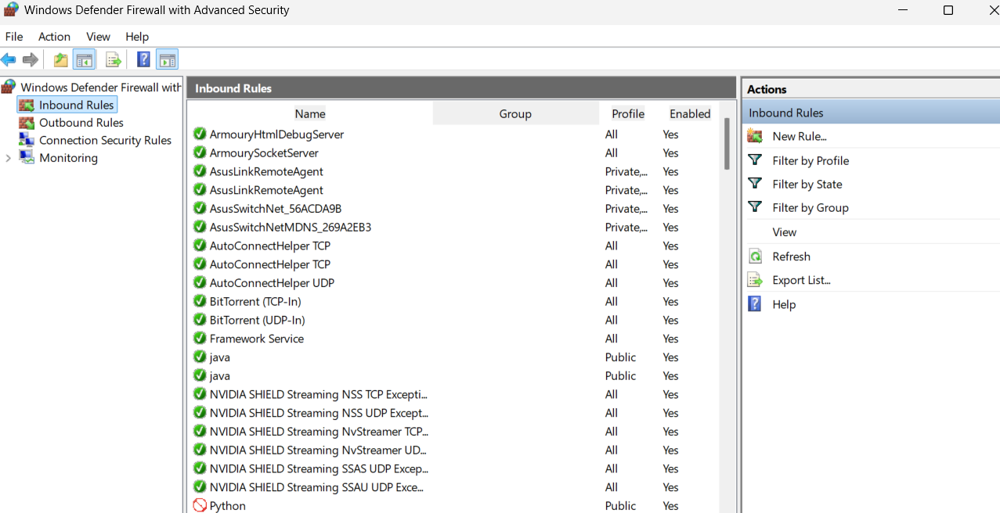 Windows Defender Firewall with Advanced Security
File Action View Help
Windows Defender Firewall with
Inbound Rules
Outbound Rules
Connection Security Rules
Monitoring
Inbound Rules
Name Group Profile Enabled
ArmouryHtmlDebugServer All Yes
ArmourySocketServer All Yes
AsusLinkRemoteAgent Private,... Yes
AsusLinkRemoteAgent Private,... Yes
AsusSwitchNet_56ACDA9B Private,... Yes
AsusSwitchNetMDNS_269A2EB3 Private,... Yes
AutoConnectHelper TCP All Yes
AutoConnectHelper TCP All Yes
AutoConnectHelper UDP All Yes
BitTorrent (TCP-In) All Yes
BitTorrent (UDP-In) All Yes
Framework Service All Yes
java Public Yes
java Public Yes
NVIDIA SHIELD Streaming NSS TCP Excepti... All Yes
NVIDIA SHIELD Streaming NSS UDP Except... All Yes
NVIDIA SHIELD Streaming NvStreamer TCP... All Yes
NVIDIA SHIELD Streaming NvStreamer UD... All Yes
NVIDIA SHIELD Streaming SSAS UDP Excep... All Yes
NVIDIA SHIELD Streaming SSAU UDP Exce... All Yes
Python Public Yes
Actions
Inbound Rules
New Rule...
Filter by Profile
Filter by State
Filter by Group
View
Refresh
Export List...
Help